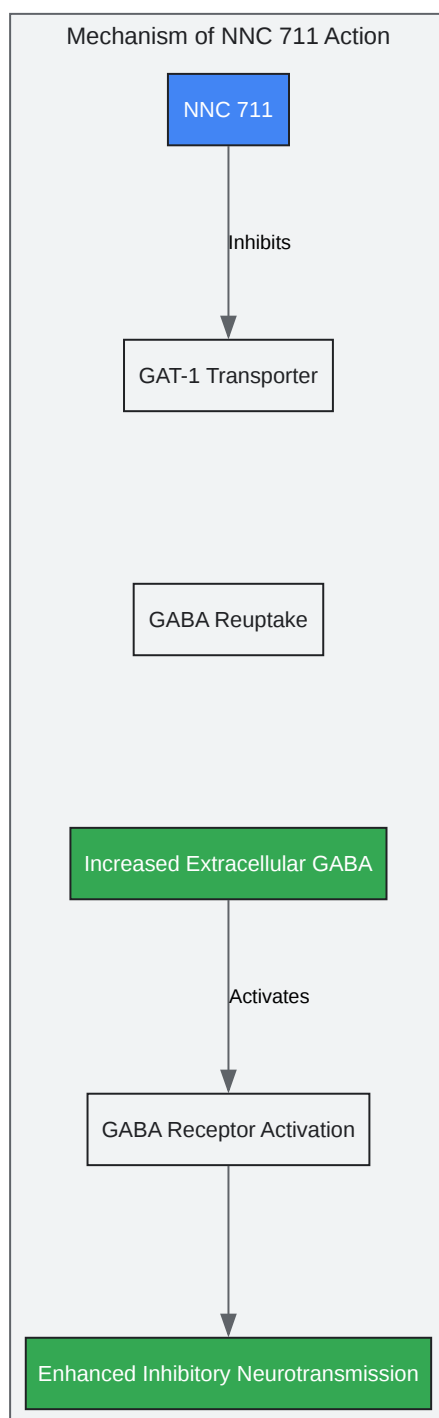 Mechanism of NNC 711 Action
NNC 711
Inhibits
GAT-1 Transporter
GABA Reuptake
Increased Extracellular GABA
Activates
GABA Receptor Activation
Enhanced Inhibitory Neurotransmission